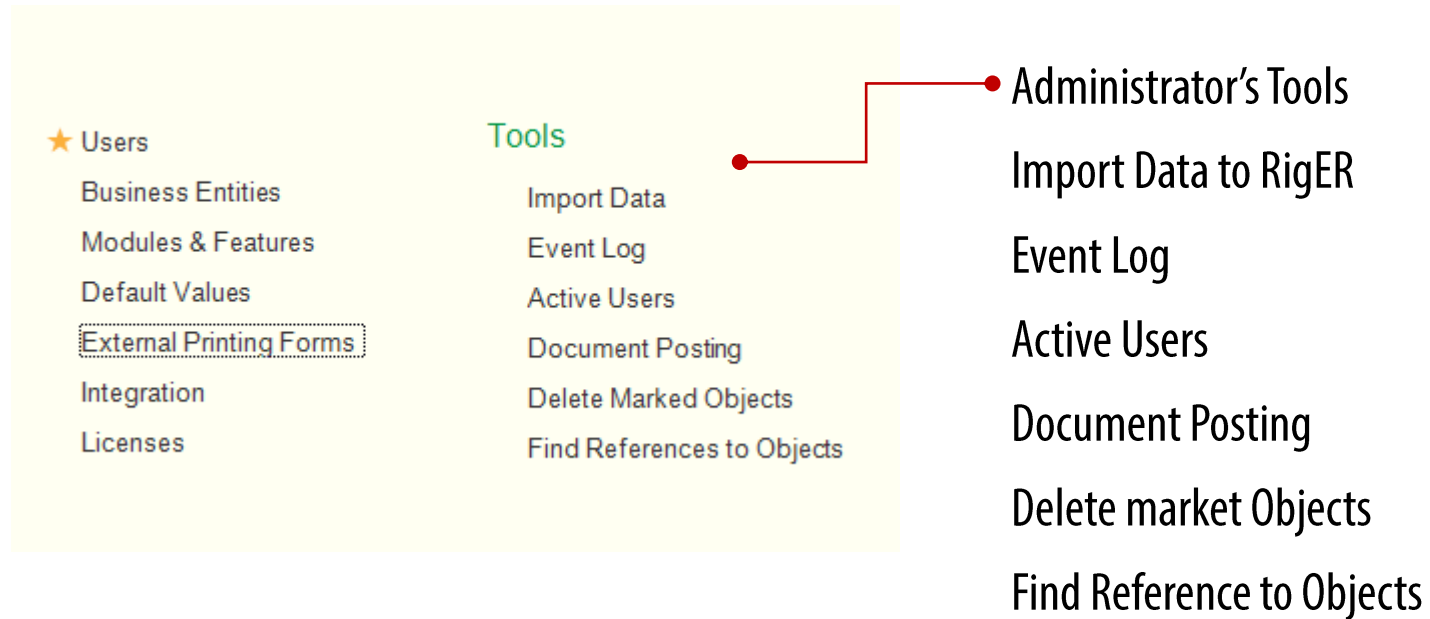 Users
Business Entities
Modules & Features
Default Values
External Printing Forms
Integration
Licenses
Tools
Import Data
Event Log
Active Users
Document Posting
Delete Marked Objects
Find References to Objects
Administrator’s Tools
Import Data to RigER
Event Log
Active Users
Document Posting
Delete market Objects
Find Reference to Objects